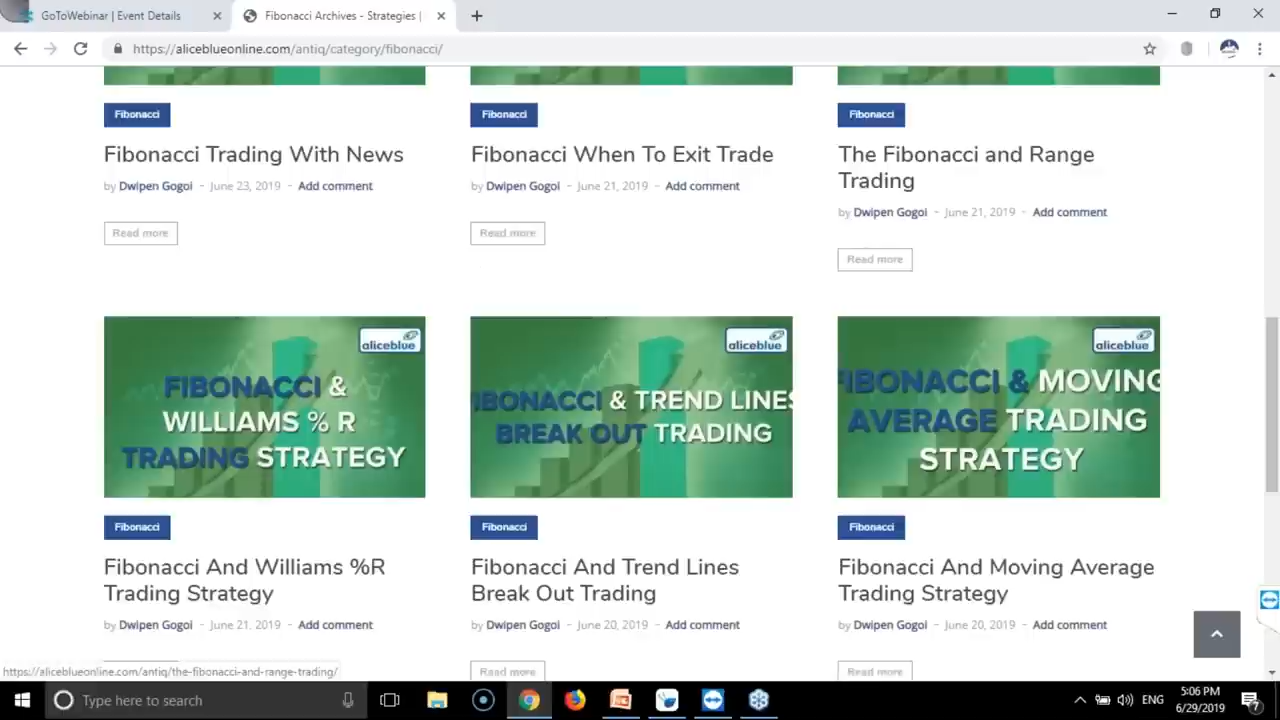 GoToWebinar | Event Details
Fibonacci Archives - Strategies |
https://aliceblueonline.com/antiq/category/fibonacci/
Fibonacci
Fibonacci
Fibonacci
Fibonacci Trading With News
Fibonacci When To Exit Trade
The Fibonacci and Range
Trading
by Dwipen Gogoi - June 23, 2019 - Add comment
by Dwipen Gogoi - June 21, 2019 - Add comment
by Dwipen Gogoi - June 21, 2019 - Add comment
Read more
Read more
Read more
aliceblue
FIBONACCI &
WILLIAMS % R
TRADING STRATEGY
aliceblue
IBONACCI & TREND LINES
BREAK OUT TRADING
aliceblue
IBONACCI & MOVING
AVERAGE TRADING
STRATEGY
Fibonacci
Fibonacci
Fibonacci
Fibonacci And Williams %R
Trading Strategy
Fibonacci And Trend Lines
Break Out Trading
Fibonacci And Moving Average
Trading Strategy
by Dwipen Gogoi - June 21, 2019 - Add comment
by Dwipen Gogoi - June 20, 2019 - Add comment
by Dwipen Gogoi - June 20, 2019 - Add comment
Read more
Read more
https://aliceblueonline.com/antiq/the-fibonacci-and-range-trading/
Type here to search
ENG
5:06 PM
6/29/2019
7